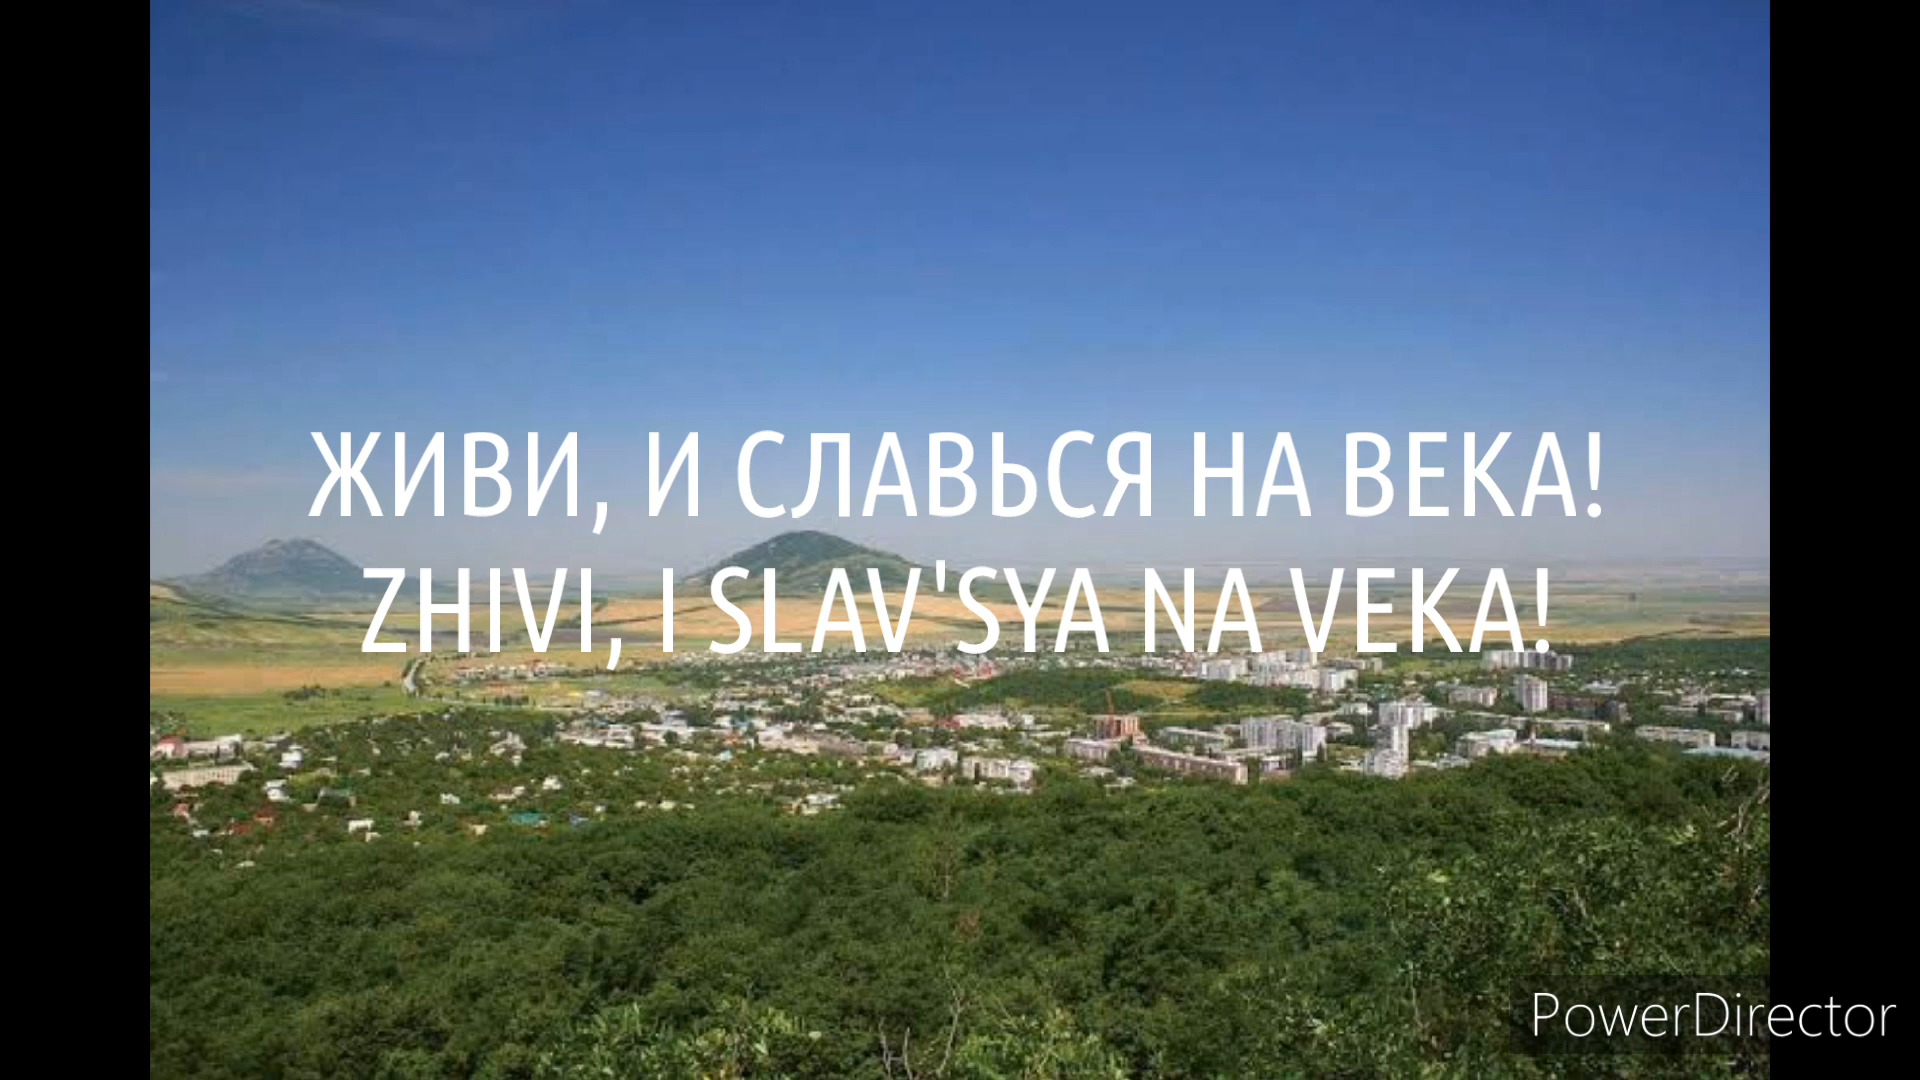 ЖИВИ, И СЛАВЬСЯ НА ВЕКА!
ZHIVI, I SLAV'SYA NA VEKA!
PowerDirector